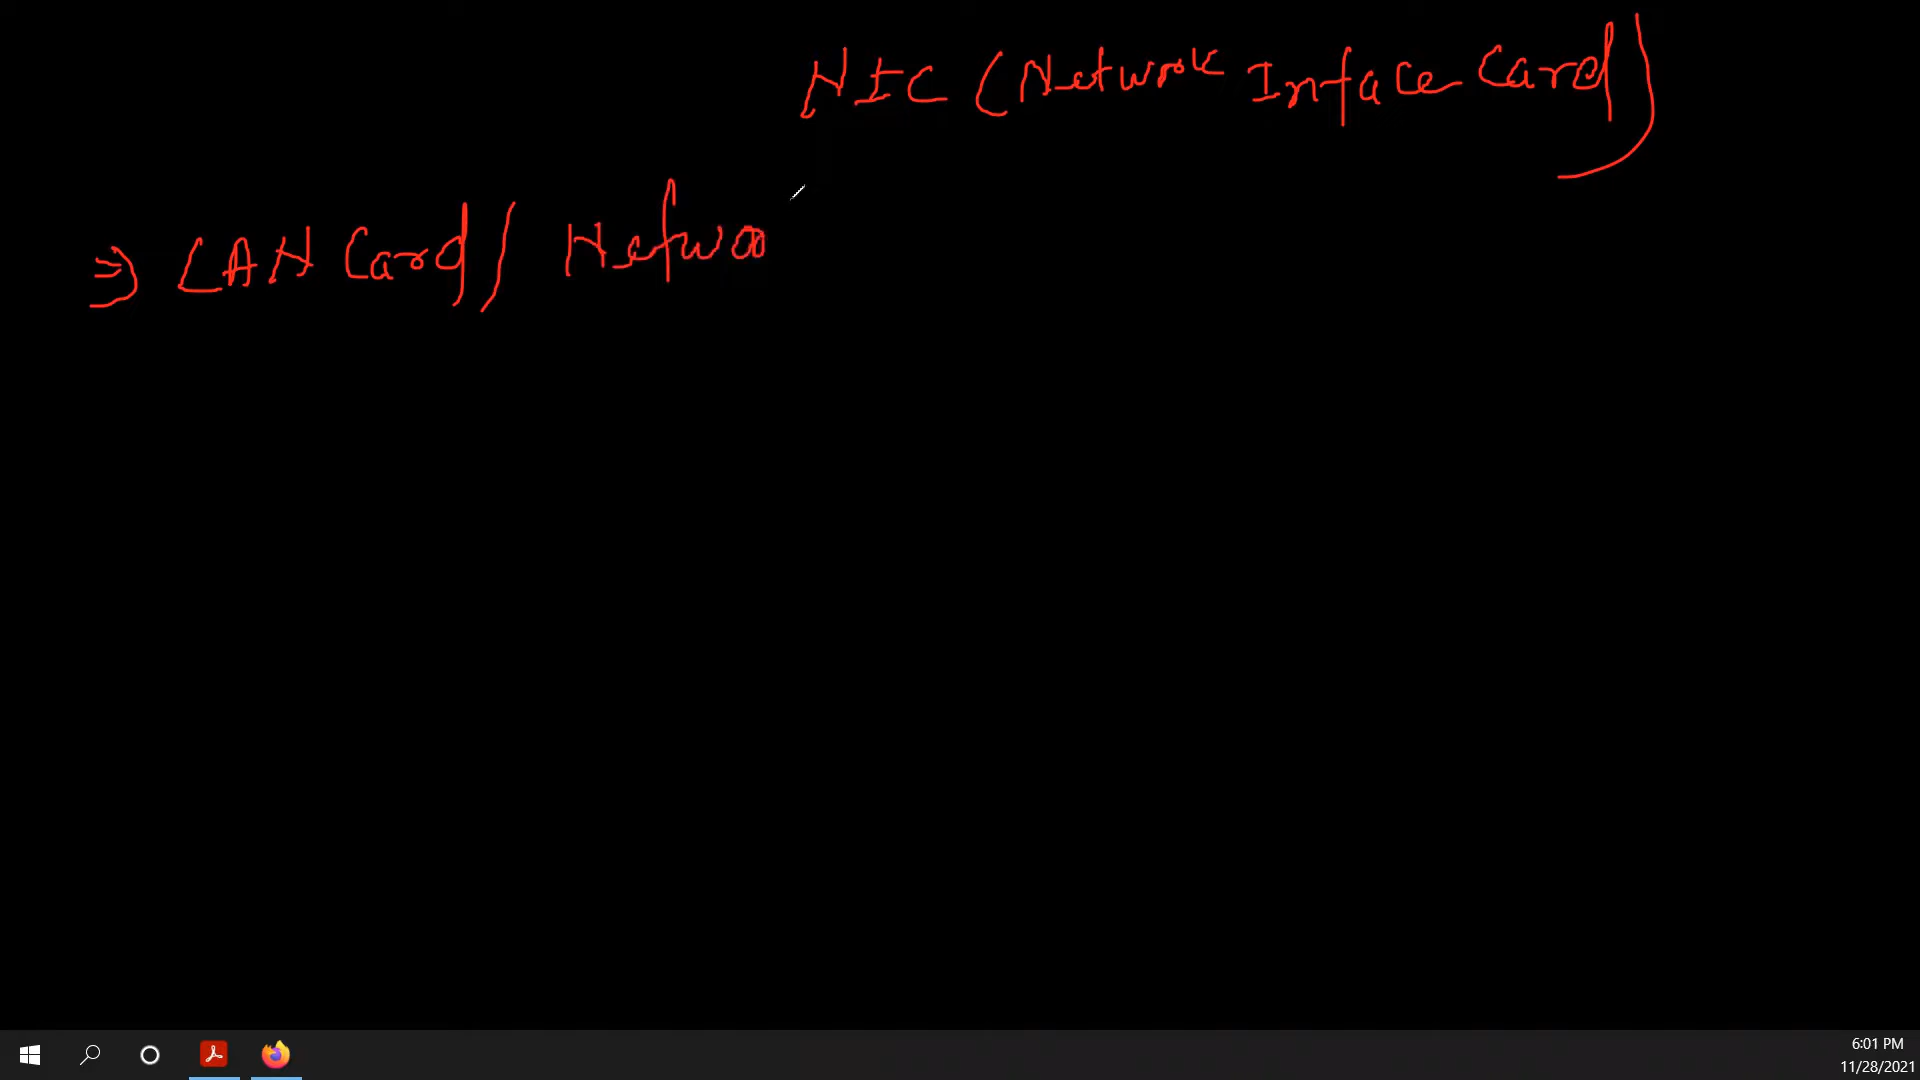 NIC (Network Inface Card)
⇒ LAN Card / Netwo
6:01 PM
11/28/2021